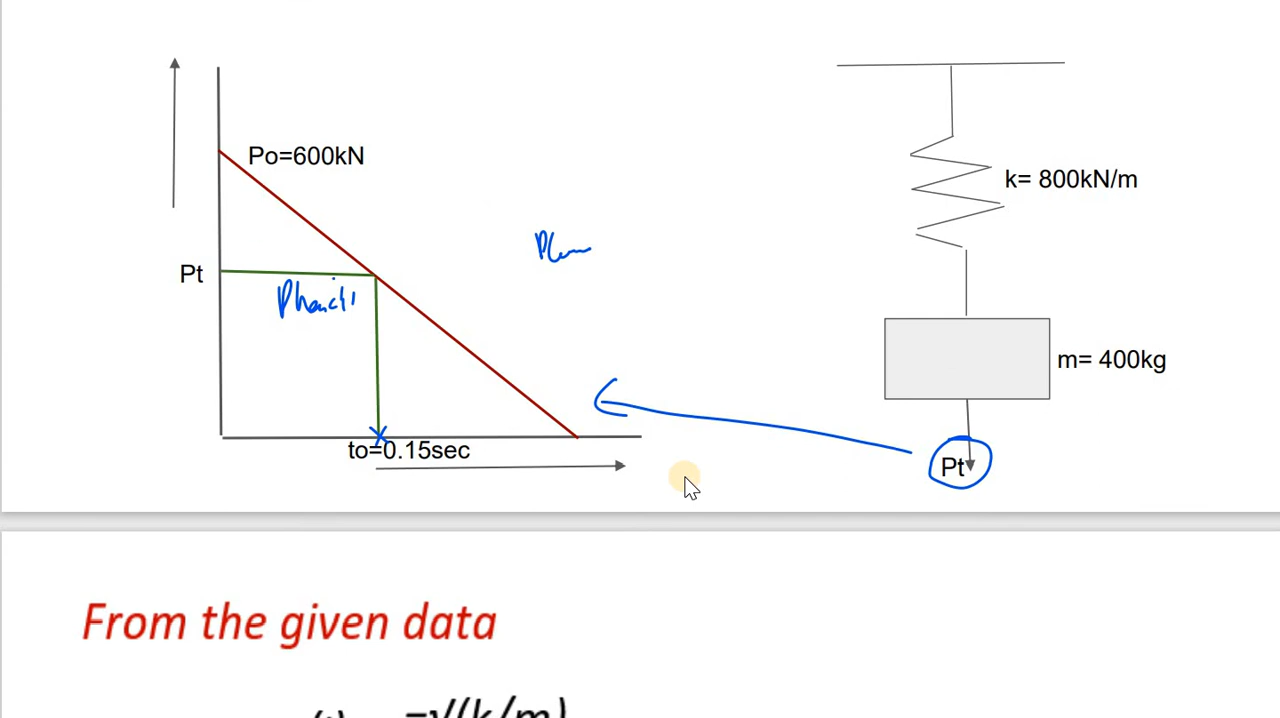 Po=600kN
k= 800kN/m
Pt
m= 400kg
to=0.15sec
Pt
From the given data
=√(k/m)